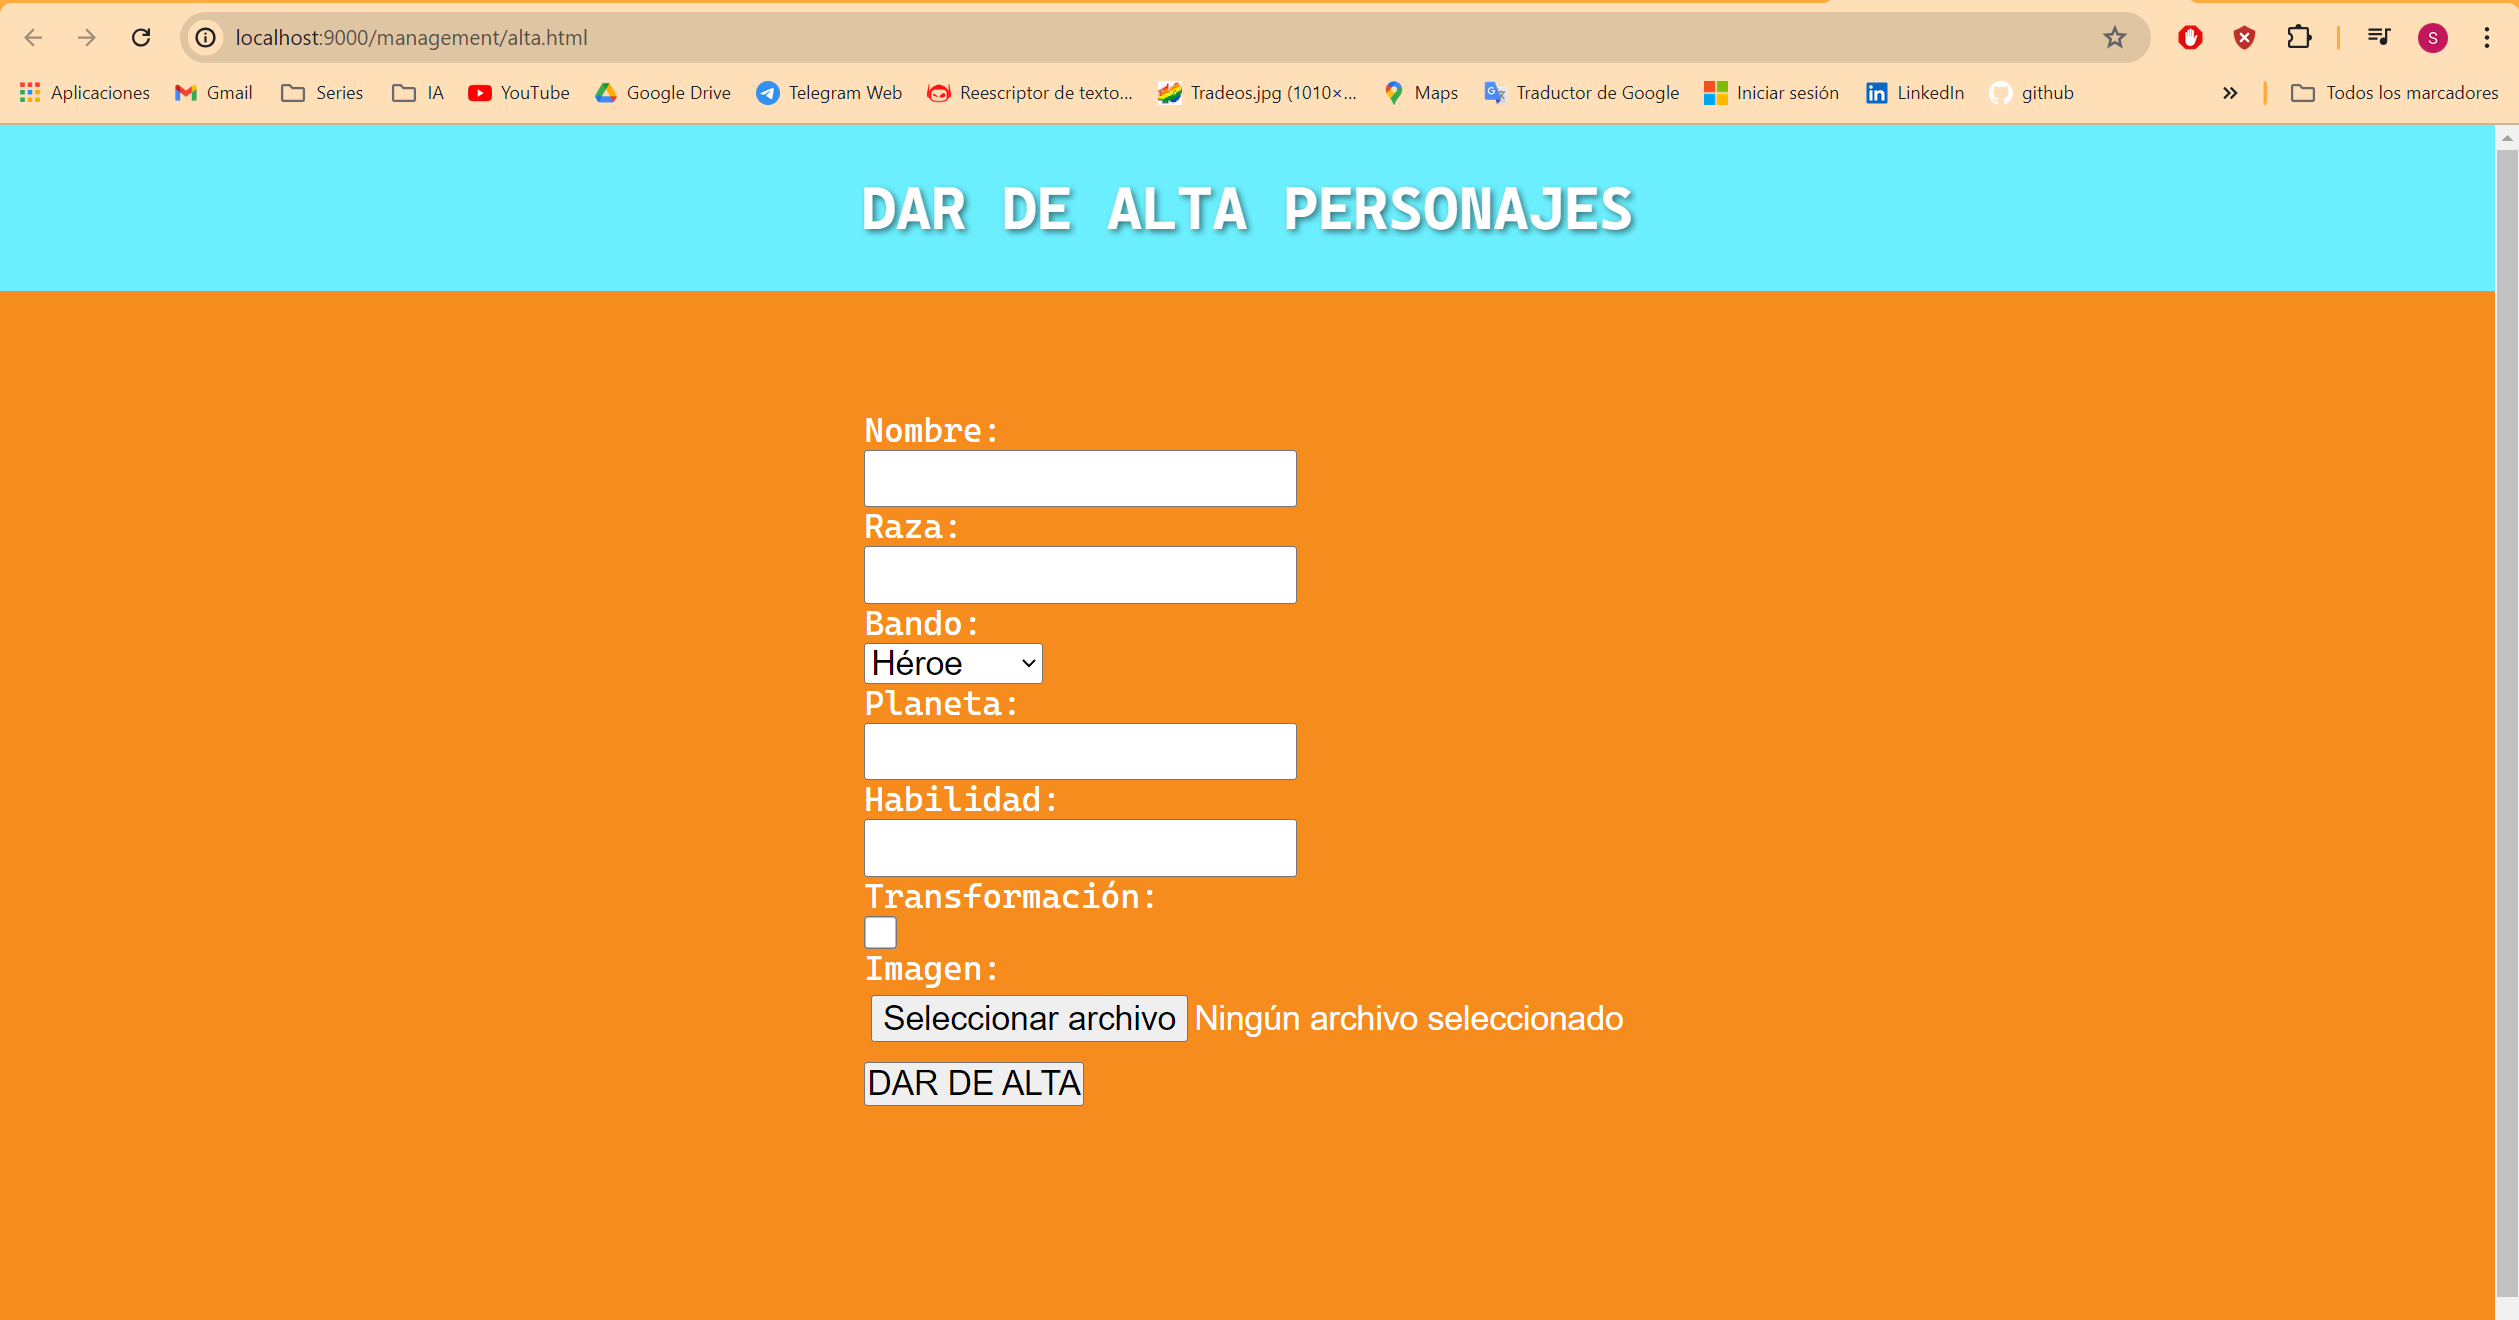 localhost:9000/management/alta.html
S
Aplicaciones Gmail Series IA YouTube Google Drive Telegram Web Reescriptor de texto... Tradeos.jpg (1010×... Maps Traductor de Google Iniciar sesión LinkedIn github Todos los marcadores
DAR DE ALTA PERSONAJES
Nombre:
Raza:
Bando:
Héroe
Planeta:
Habilidad:
Transformación:
Imagen:
Seleccionar archivo Ningún archivo seleccionado
DAR DE ALTA